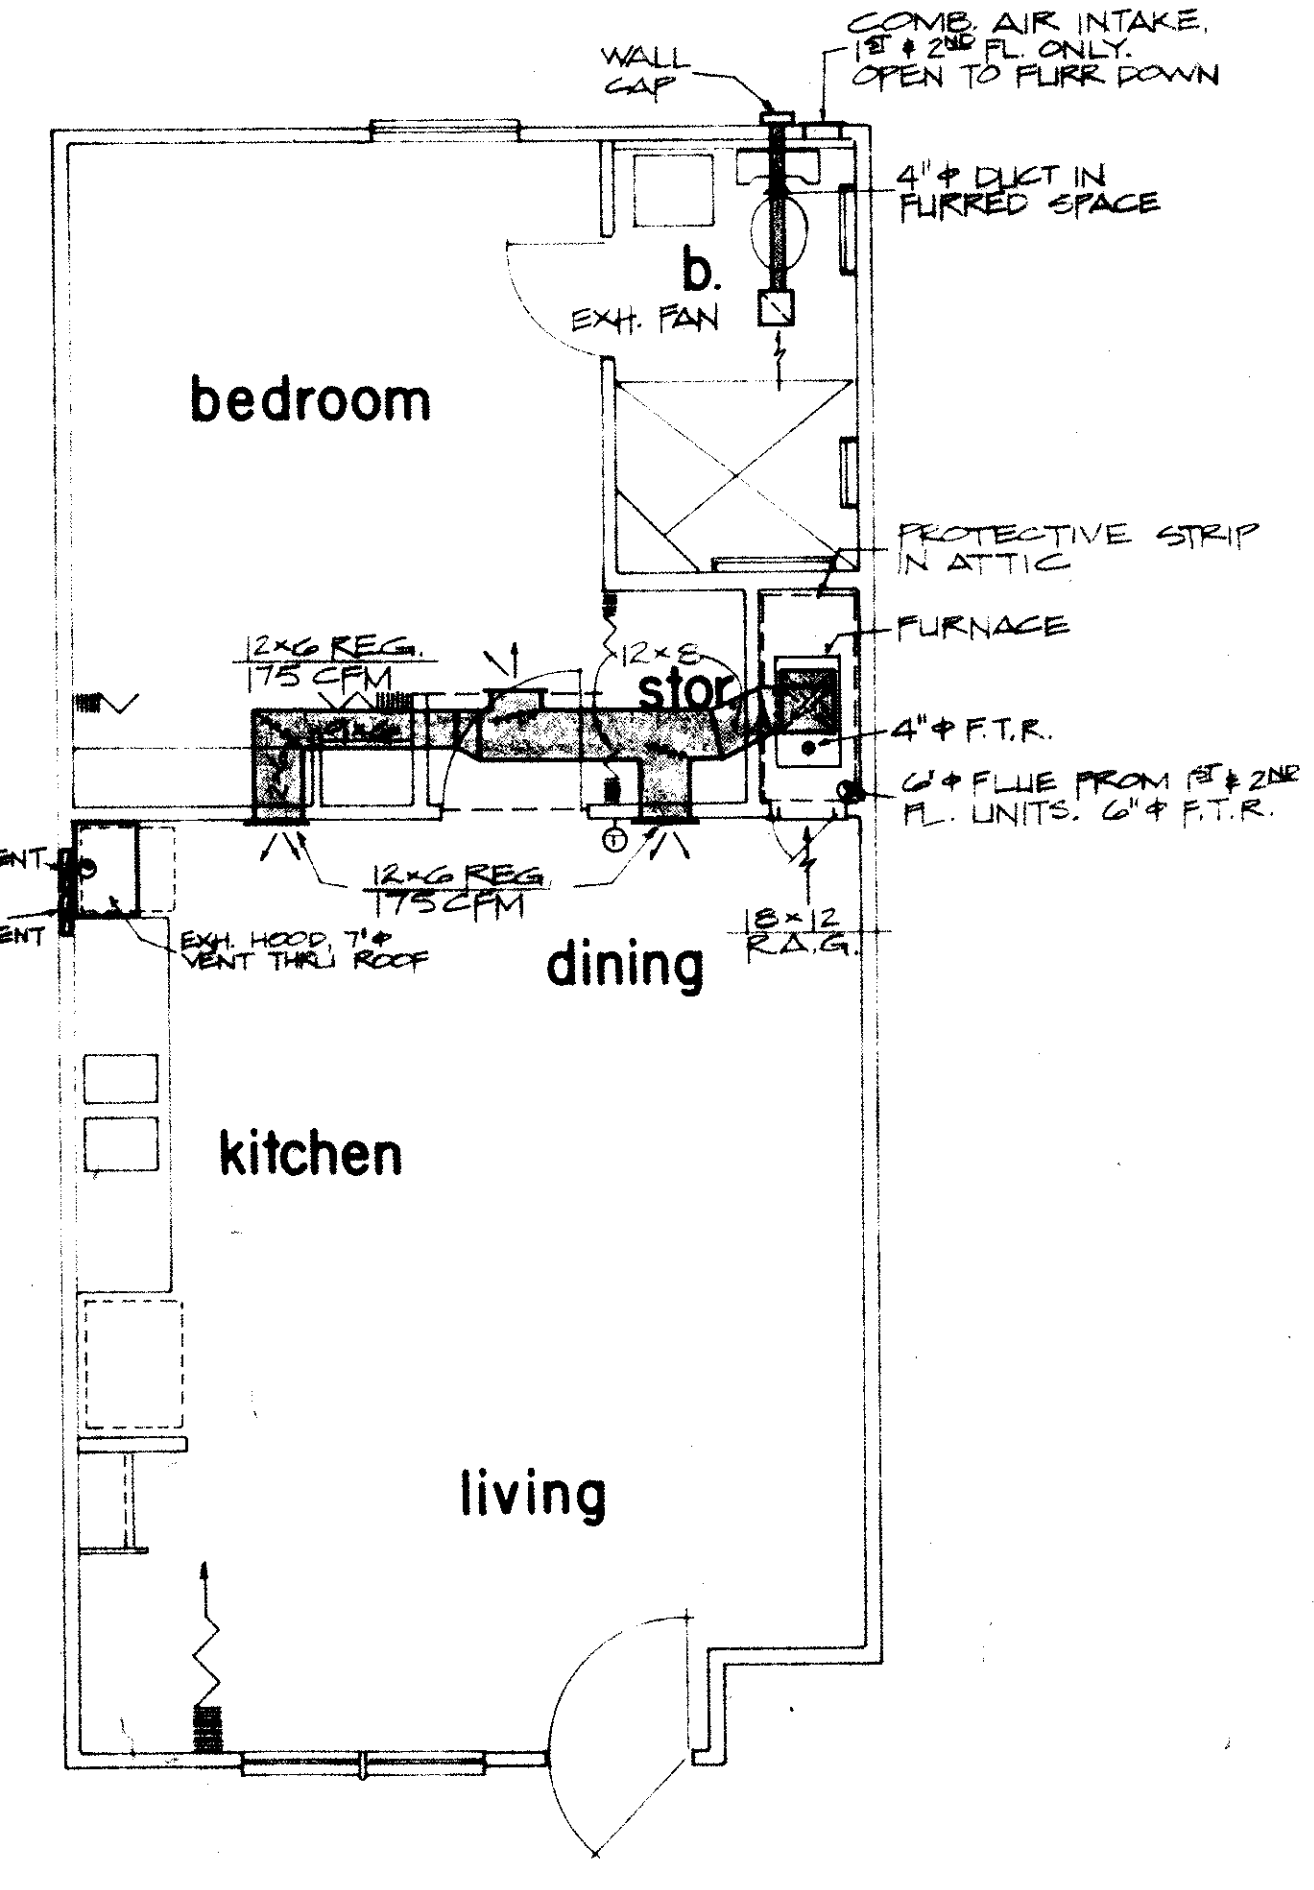 COMB. AIR INTAKE,
1ST & 2ND FL. ONLY.
OPEN TO FURR DOWN
WALL
CAP
4"⌀ DUCT IN
FURRED SPACE
b.
EXH. FAN
bedroom
PROTECTIVE STRIP
IN ATTIC
FURNACE
12×6 REG.
175 CFM
12×8
stor
4"⌀ F.T.R.
6"⌀ FLUE FROM 1ST & 2ND
FL. UNITS. 6"⌀ F.T.R.
T
ENT
ENT
12×6 REG.
175 CFM
18×12
R.A.G.
EXH. HOOD, 7"⌀
VENT THRU ROOF
dining
kitchen
living